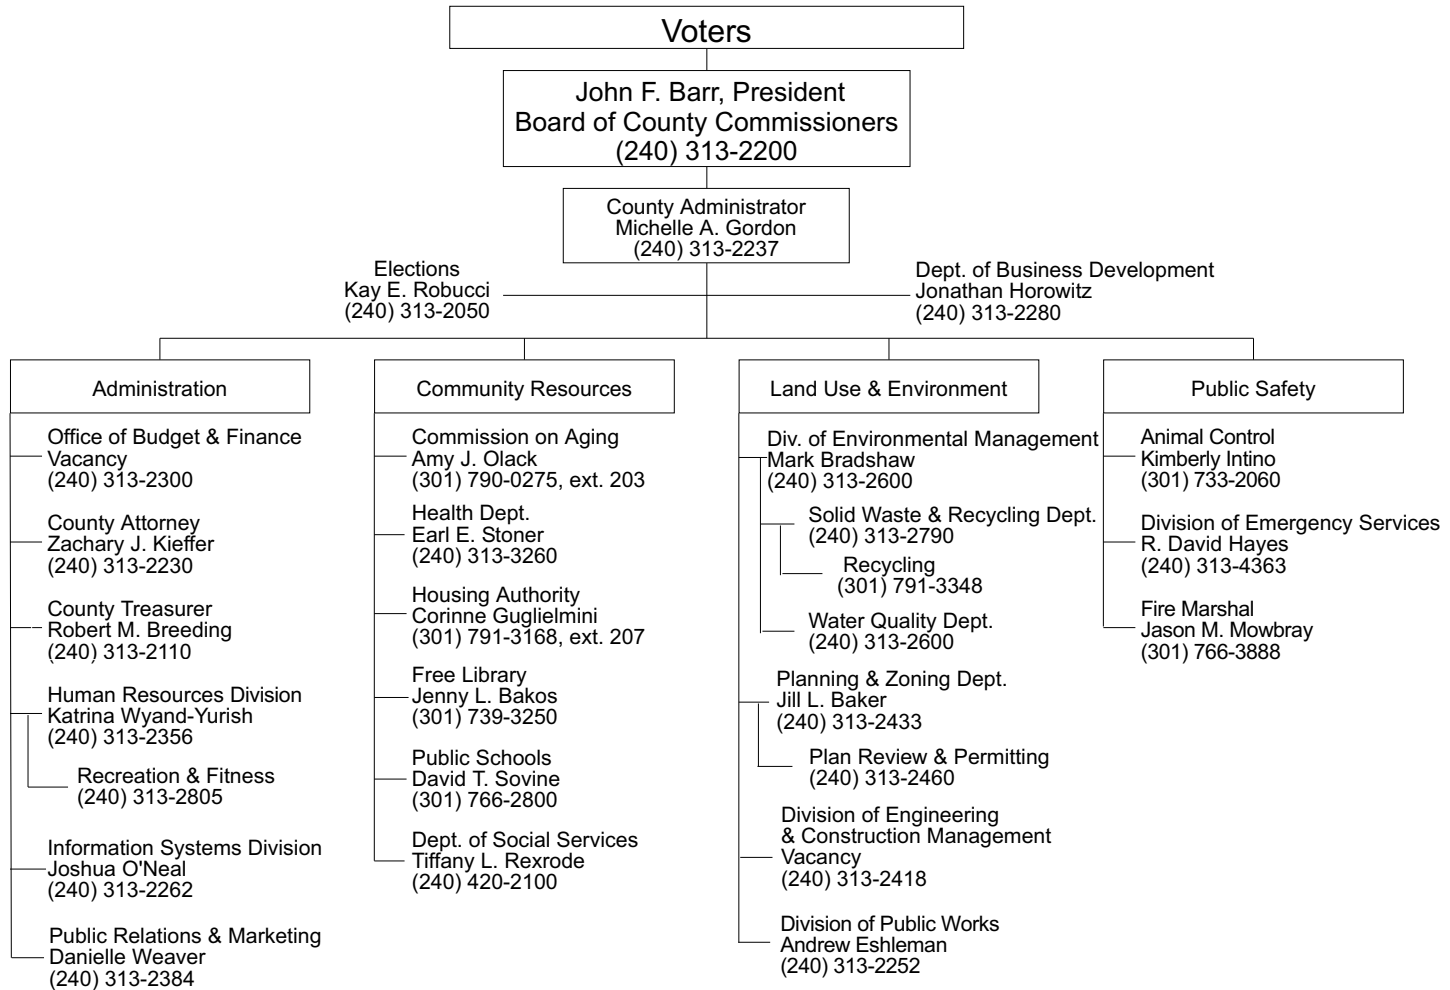 Voters
John F. Barr, President
Board of County Commissioners
(240) 313-2200
County Administrator
Michelle A. Gordon
(240) 313-2237
Elections
Kay E. Robucci
(240) 313-2050
Dept. of Business Development
Jonathan Horowitz
(240) 313-2280
Administration
Office of Budget & Finance
Vacancy
(240) 313-2300
County Attorney
Zachary J. Kieffer
(240) 313-2230
County Treasurer
Robert M. Breeding
(240) 313-2110
Human Resources Division
Katrina Wyand-Yurish
(240) 313-2356
Recreation & Fitness
(240) 313-2805
Information Systems Division
Joshua O'Neal
(240) 313-2262
Public Relations & Marketing
Danielle Weaver
(240) 313-2384
Community Resources
Commission on Aging
Amy J. Olack
(301) 790-0275, ext. 203
Health Dept.
Earl E. Stoner
(240) 313-3260
Housing Authority
Corinne Guglielmini
(301) 791-3168, ext. 207
Free Library
Jenny L. Bakos
(301) 739-3250
Public Schools
David T. Sovine
(301) 766-2800
Dept. of Social Services
Tiffany L. Rexrode
(240) 420-2100
Land Use & Environment
Div. of Environmental Management
Mark Bradshaw
(240) 313-2600
Solid Waste & Recycling Dept.
(240) 313-2790
Recycling
(301) 791-3348
Water Quality Dept.
(240) 313-2600
Planning & Zoning Dept.
Jill L. Baker
(240) 313-2433
Plan Review & Permitting
(240) 313-2460
Division of Engineering
& Construction Management
Vacancy
(240) 313-2418
Division of Public Works
Andrew Eshleman
(240) 313-2252
Public Safety
Animal Control
Kimberly Intino
(301) 733-2060
Division of Emergency Services
R. David Hayes
(240) 313-4363
Fire Marshal
Jason M. Mowbray
(301) 766-3888